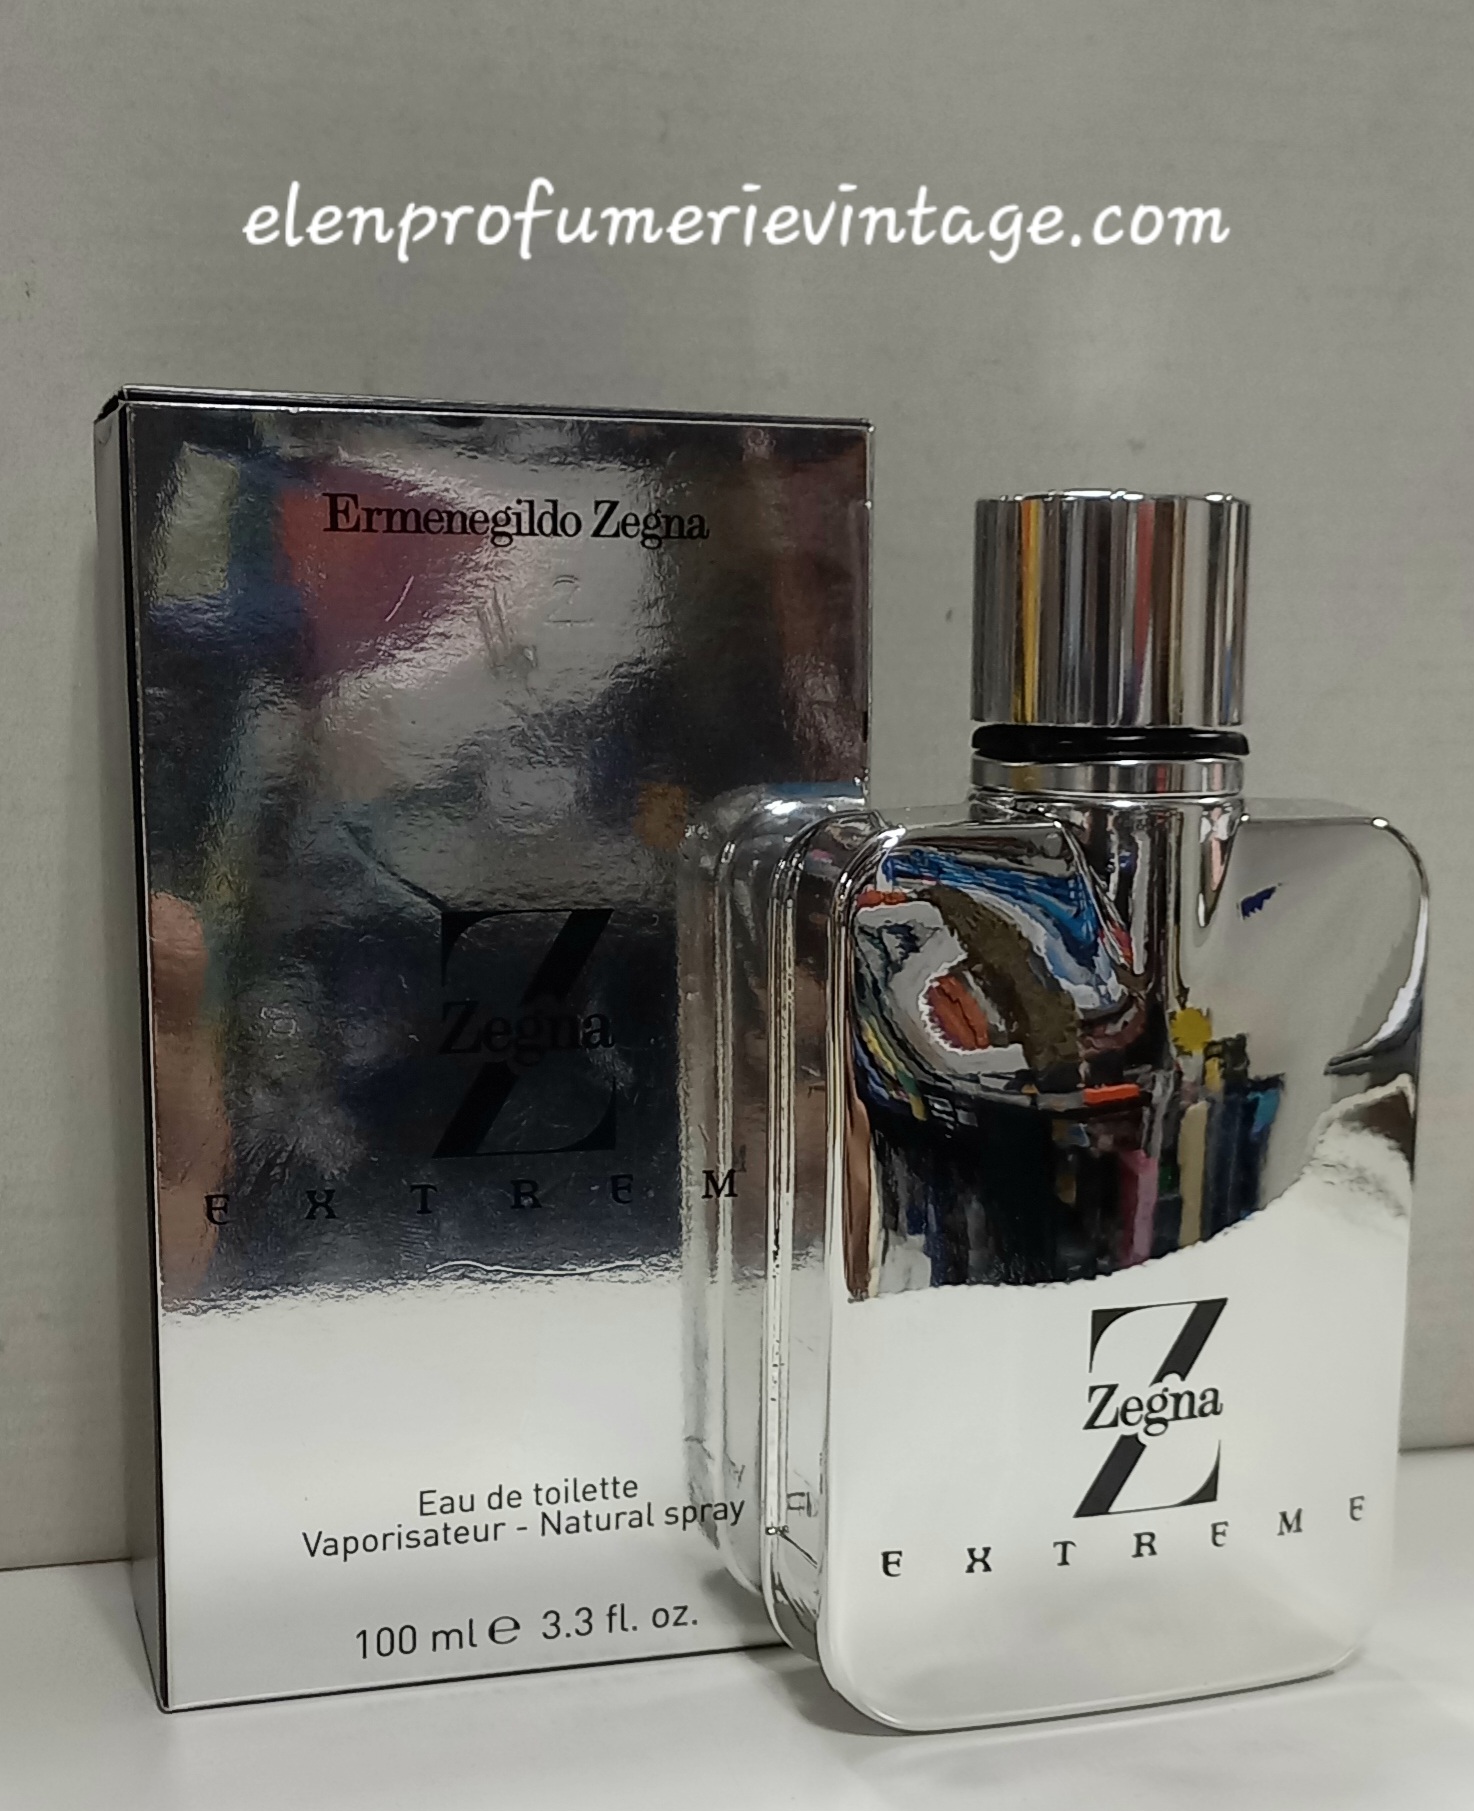 elenprofumerievintage.com
Ermenegildo Zegna
Zegna
EXTREM
Eau de toilette
Vaporisateur - Natural spray
100 ml e 3.3 fl. oz.
Z
Zegna
EXTREME